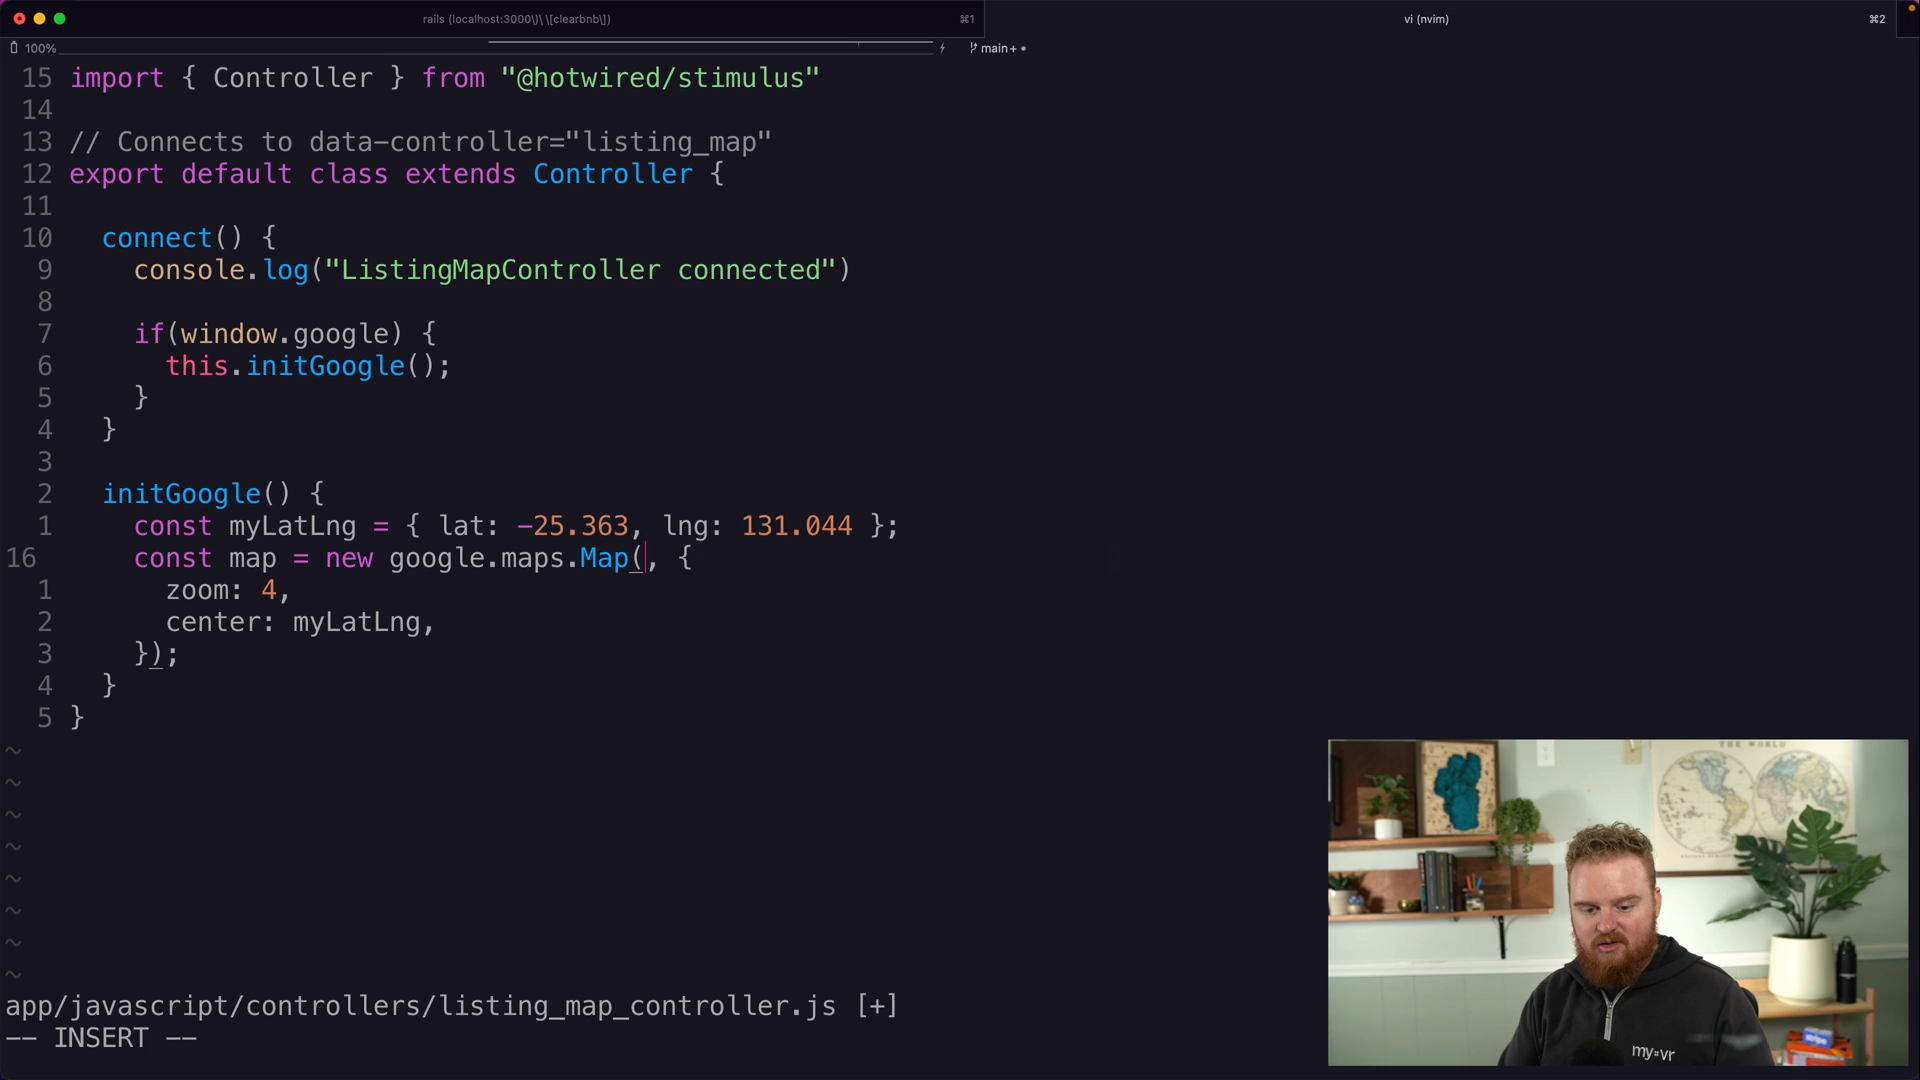 rails (localhost:3000\)\ \[clearbnb\])
⌘1
vi (nvim)
⌘2
100%
main+
15 import { Controller } from "@hotwired/stimulus"
14
13 // Connects to data-controller="listing_map"
12 export default class extends Controller {
11
10 connect() {
9 console.log("ListingMapController connected")
8
7 if(window.google) {
6 this.initGoogle();
5 }
4 }
3
2 initGoogle() {
1 const myLatLng = { lat: -25.363, lng: 131.044 };
16 const map = new google.maps.Map(, {
1 zoom: 4,
2 center: myLatLng,
3 });
4 }
5 }
~
~
~
~
~
~
~
~
app/javascript/controllers/listing_map_controller.js [+]
-- INSERT --
THE WORLD
stripe
my vr